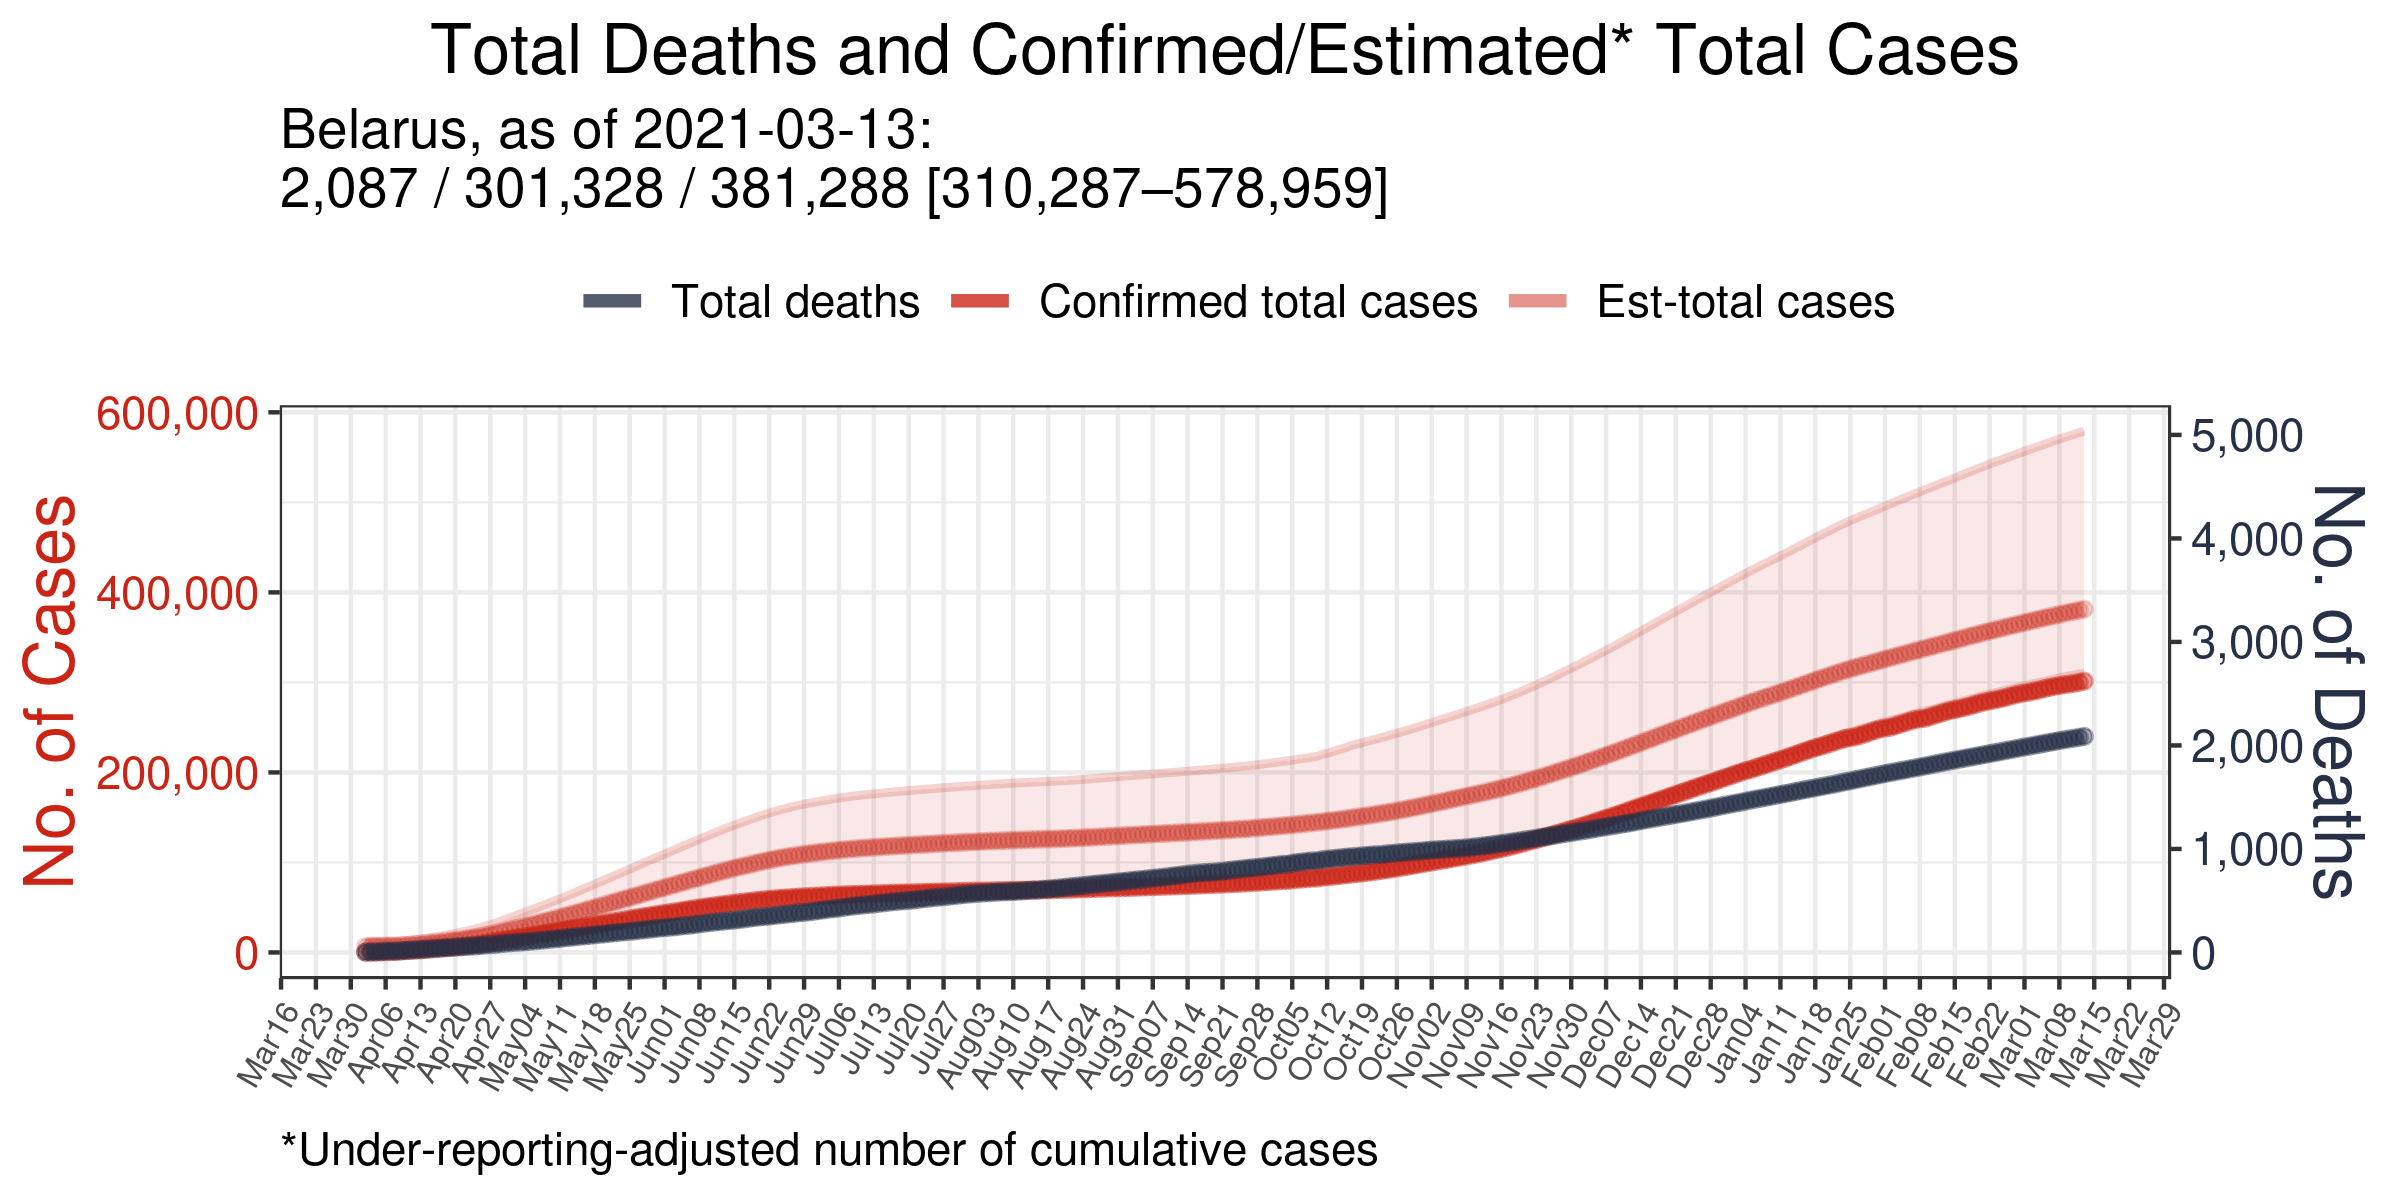 Total Deaths and Confirmed/Estimated* Total Cases
Belarus, as of 2021-03-13:
2,087 / 301,328 / 381,288 [310,287–578,959]
Total deaths
Confirmed total cases
Est-total cases
No. of Cases
600,000
400,000
200,000
0
5,000
4,000
3,000
2,000
1,000
0
No. of Deaths
Mar16
Mar23
Mar30
Apr06
Apr13
Apr20
Apr27
May04
May11
May18
May25
Jun01
Jun08
Jun15
Jun22
Jun29
Jul06
Jul13
Jul20
Jul27
Aug03
Aug10
Aug17
Aug24
Aug31
Sep07
Sep14
Sep21
Sep28
Oct05
Oct12
Oct19
Oct26
Nov02
Nov09
Nov16
Nov23
Nov30
Dec07
Dec14
Dec21
Dec28
Jan04
Jan11
Jan18
Jan25
Feb01
Feb08
Feb15
Feb22
Mar01
Mar08
Mar15
Mar22
Mar29
*Under-reporting-adjusted number of cumulative cases